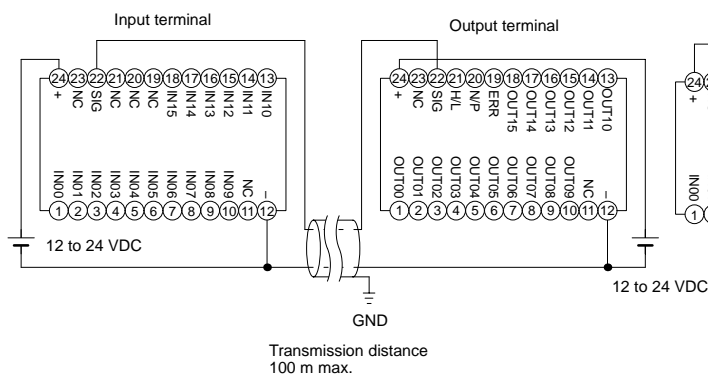 Input terminal
Output terminal
24 23 22 21 20 19 18 17 16 15 14 13
+ NC SIG NC NC NC IN15 IN14 IN13 IN12 IN11 IN10
IN00 IN01 IN02 IN03 IN04 IN05 IN06 IN07 IN08 IN09 NC –
1 2 3 4 5 6 7 8 9 10 11 12
12 to 24 VDC
24 23 22 21 20 19 18 17 16 15 14 13
+ NC SIG H/L N/P ERR OUT15 OUT14 OUT13 OUT12 OUT11 OUT10
OUT00 OUT01 OUT02 OUT03 OUT04 OUT05 OUT06 OUT07 OUT08 OUT09 NC –
1 2 3 4 5 6 7 8 9 10 11 12
12 to 24 VDC
24
+
IN00
1
GND
Transmission distance
100 m max.